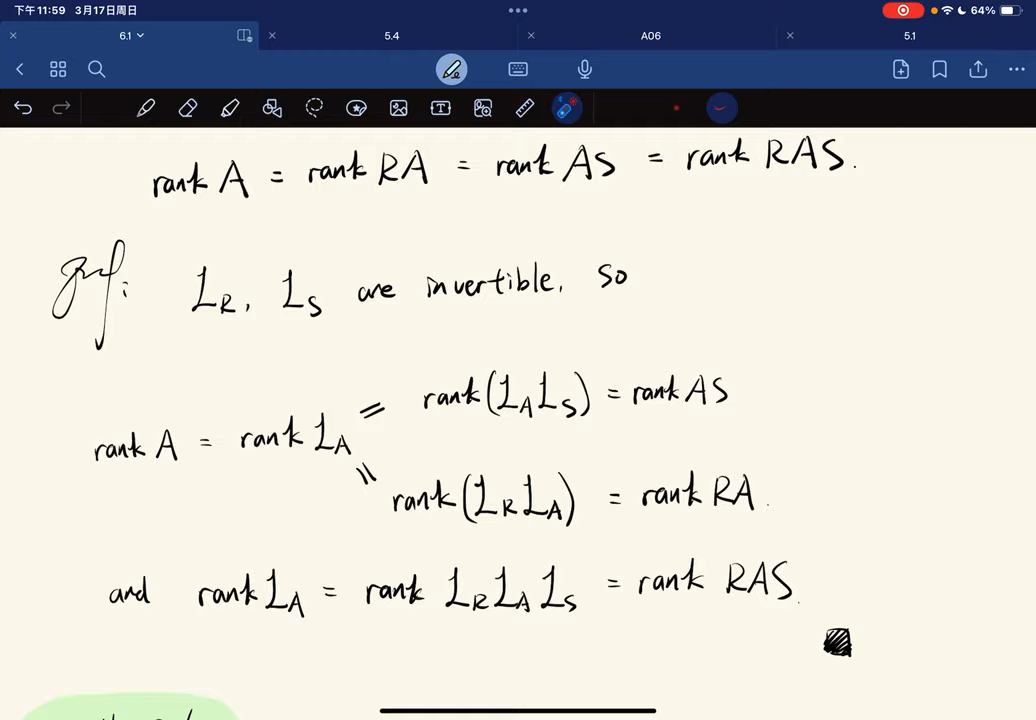 下午11:59 3月17日周日
64%
6.1
5.4
A06
5.1
rank A = rank RA = rank AS = rank RAS.
Prf: L_R, L_S are invertible, so
rank(L_A L_S) = rank AS
rank A = rank L_A =
= rank(L_R L_A) = rank RA.
and rank L_A = rank L_R L_A L_S = rank RAS.